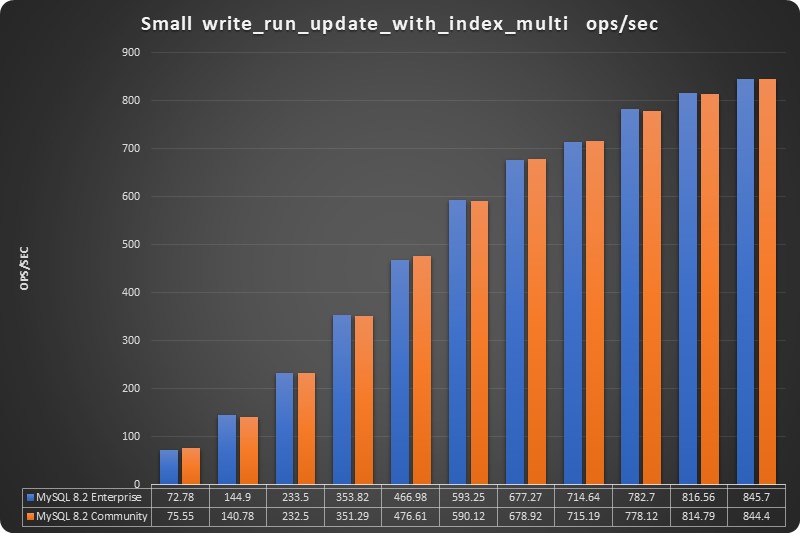 Small write_run_update_with_index_multi ops/sec
900
800
700
600
500
400
300
200
100
0
OPS/SEC
MySQL 8.2 Enterprise 72.78 144.9 233.5 353.82 466.98 593.25 677.27 714.64 782.7 816.56 845.7
MySQL 8.2 Community 75.55 140.78 232.5 351.29 476.61 590.12 678.92 715.19 778.12 814.79 844.4